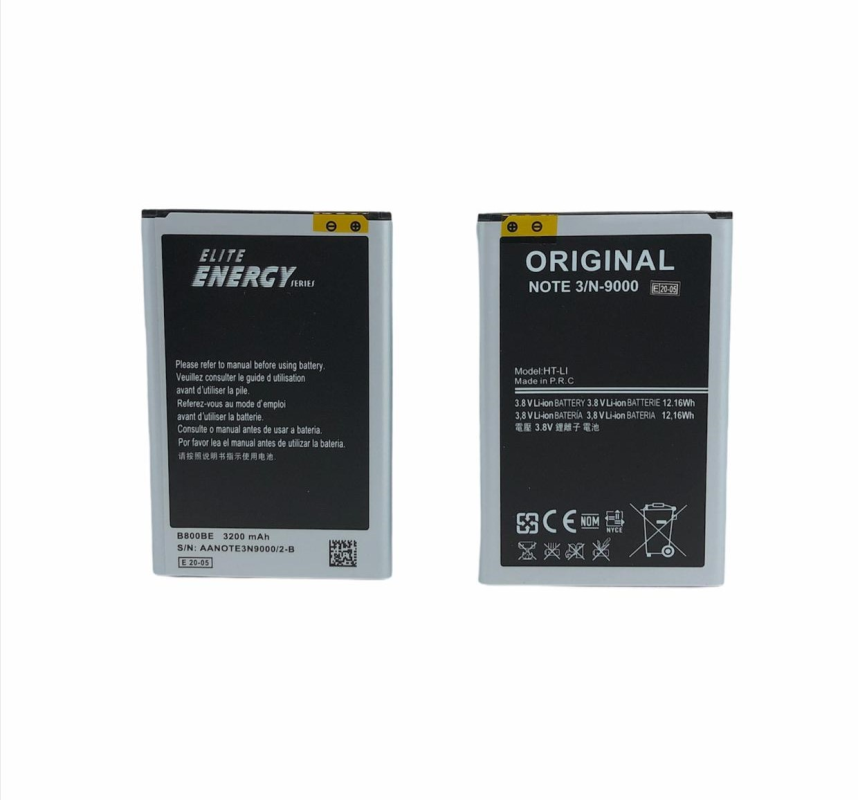 ELITE
ENERGY SERIES
Please refer to manual before using battery.
Veuillez consulter le guide d utilisation
avant d'utiliser la pile.
Referez-vous au mode d'emploi
avant d'utiliser la batterie.
Consulte o manual antes de usar a bateria.
Por favor lea el manual antes de utilizar la bateria.
请按照说明书指示使用电池.
B800BE 3200 mAh
S/N: AANOTE3N9000/2-B
E 20-05
ORIGINAL
NOTE 3/N-9000 E 20-05
Model:HT-LI
Made in P.R.C
3.8 V Li-ion BATTERY 3.8 V Li-ion BATTERIE 12.16Wh
3,8 V Li-ion BATERÍA 3,8 V Li-ion BATERIA 12,16Wh
電壓 3.8V 鋰離子電池
CE NOM NYCE